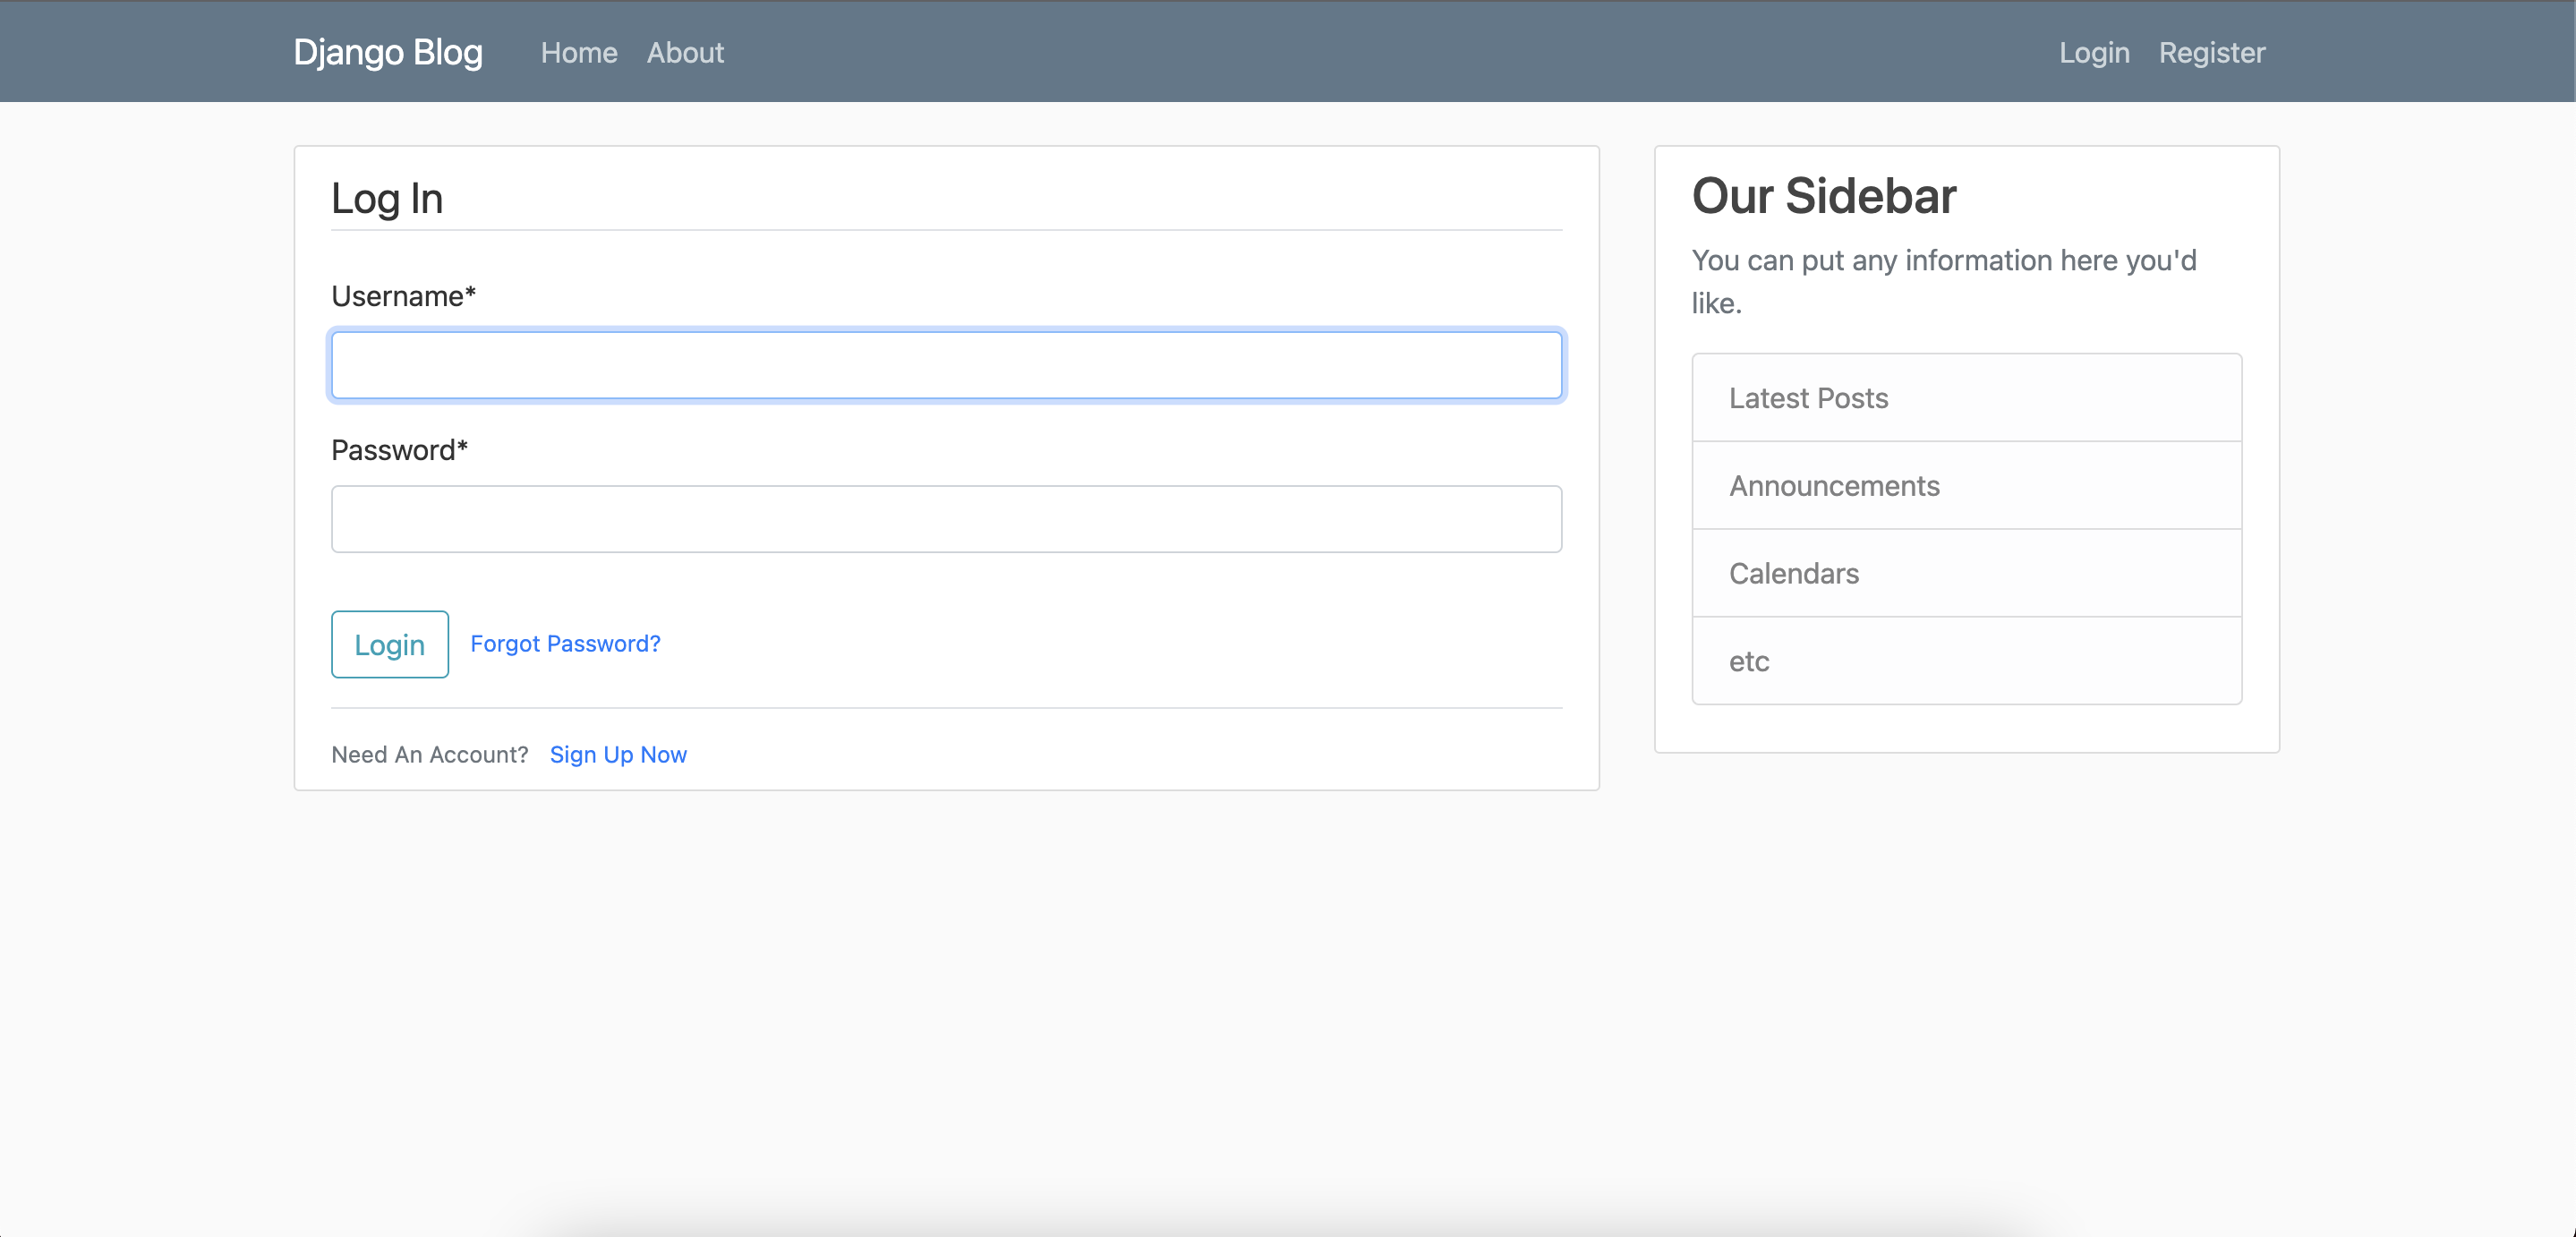 Django Blog Home About Login Register
Log In
Username*
Password*
Login Forgot Password?
Need An Account? Sign Up Now
Our Sidebar
You can put any information here you'd
like.
Latest Posts
Announcements
Calendars
etc